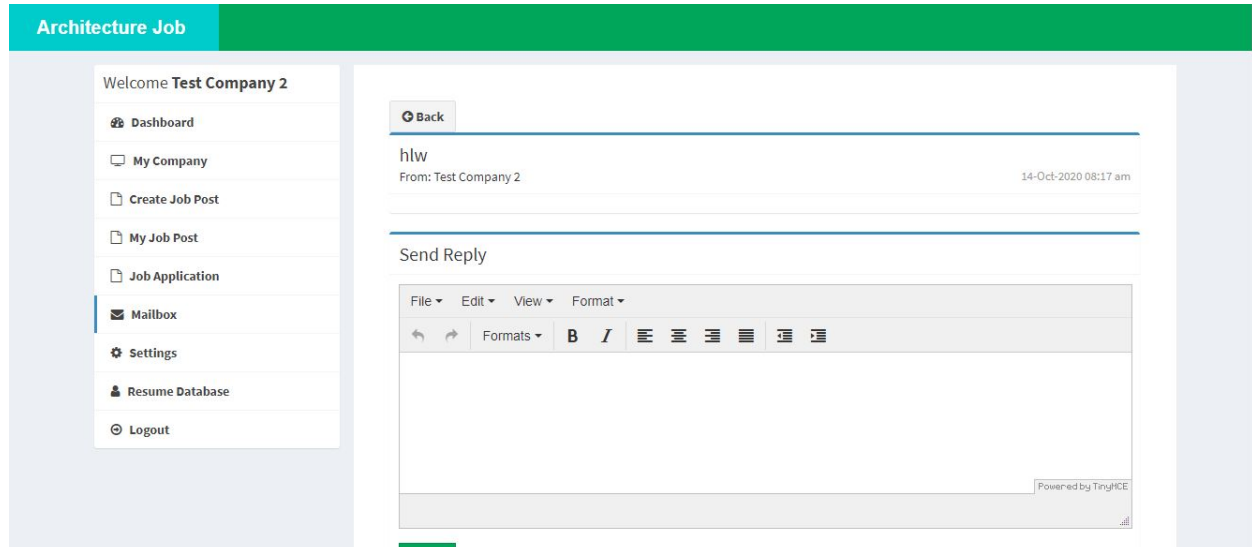 Architecture Job
Welcome Test Company 2
Dashboard
My Company
Create Job Post
My Job Post
Job Application
Mailbox
Settings
Resume Database
Logout
Back
hlw
From: Test Company 2
14-Oct-2020 08:17 am
Send Reply
File Edit View Format
Formats B I
Powered by TinyMCE